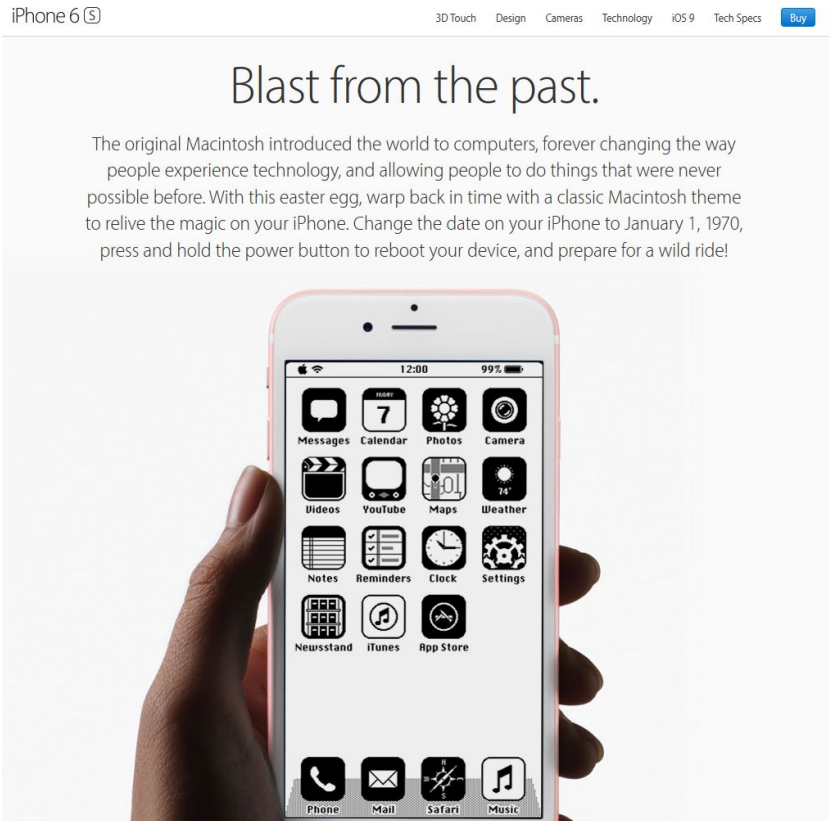 iPhone 6 S
3D Touch Design Cameras Technology iOS 9 Tech Specs Buy
Blast from the past.
The original Macintosh introduced the world to computers, forever changing the way
people experience technology, and allowing people to do things that were never
possible before. With this easter egg, warp back in time with a classic Macintosh theme
to relive the magic on your iPhone. Change the date on your iPhone to January 1, 1970,
press and hold the power button to reboot your device, and prepare for a wild ride!
12:00 99%
FRIDAY
7
Messages Calendar Photos Camera
74°
Videos YouTube Maps Weather
Notes Reminders Clock Settings
Newsstand iTunes App Store
N
S
Phone Mail Safari Music